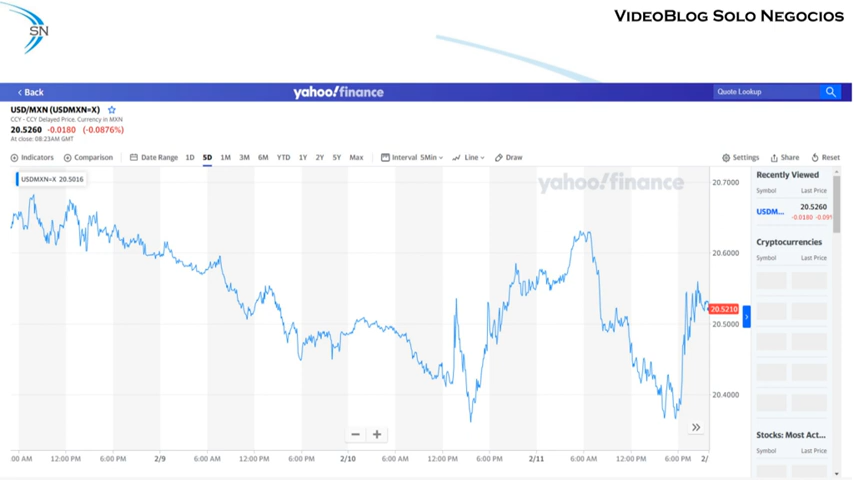 SN
VIDEOBLOG SOLO NEGOCIOS
< Back
yahoo!finance
Quote Lookup
USD/MXN (USDMXN=X)
CCY - CCY Delayed Price. Currency in MXN
20.5260 -0.0180 (-0.0876%)
At close: 08:23AM GMT
Indicators Comparison Date Range 1D 5D 1M 3M 6M YTD 1Y 2Y 5Y Max Interval 5Min Line Draw Settings Share Reset
USDMXN=X 20.5016
yahoo!finance
20.7000
20.6000
20.5210
20.5000
20.4000
:00 AM 12:00 PM 6:00 PM 2/9 6:00 AM 12:00 PM 6:00 PM 2/10 6:00 AM 12:00 PM 6:00 PM 2/11 6:00 AM 12:00 PM 6:00 PM 2/
Recently Viewed
Symbol Last Price
USDM... 20.5260
-0.0180 -0.09
Cryptocurrencies
Symbol Last Price
Stocks: Most Act...
Symbol Last Price